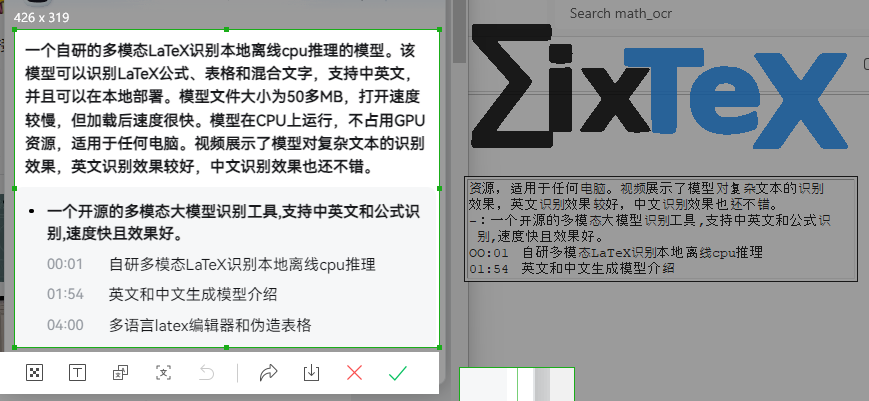 426 x 319
一个自研的多模态LaTeX识别本地离线cpu推理的模型。该
模型可以识别LaTeX公式、表格和混合文字，支持中英文，
并且可以在本地部署。模型文件大小为50多MB，打开速度
较慢，但加载后速度很快。模型在CPU上运行，不占用GPU
资源，适用于任何电脑。视频展示了模型对复杂文本的识别
效果，英文识别效果较好，中文识别效果也还不错。
• 一个开源的多模态大模型识别工具,支持中英文和公式识
别,速度快且效果好。
00:01 自研多模态LaTeX识别本地离线cpu推理
01:54 英文和中文生成模型介绍
04:00 多语言latex编辑器和伪造表格
Search math_ocr
ΣixTeX
资源，适用于任何电脑。视频展示了模型对复杂文本的识别
效果，英文识别效果较好，中文识别效果也还不错。
-：一个开源的多模态大模型识别工具,支持中英文和公式识
别,速度快且效果好。
OO:01 自研多模态LaTeX识别本地离线cpu推理
01:54 英文和中文生成模型介绍